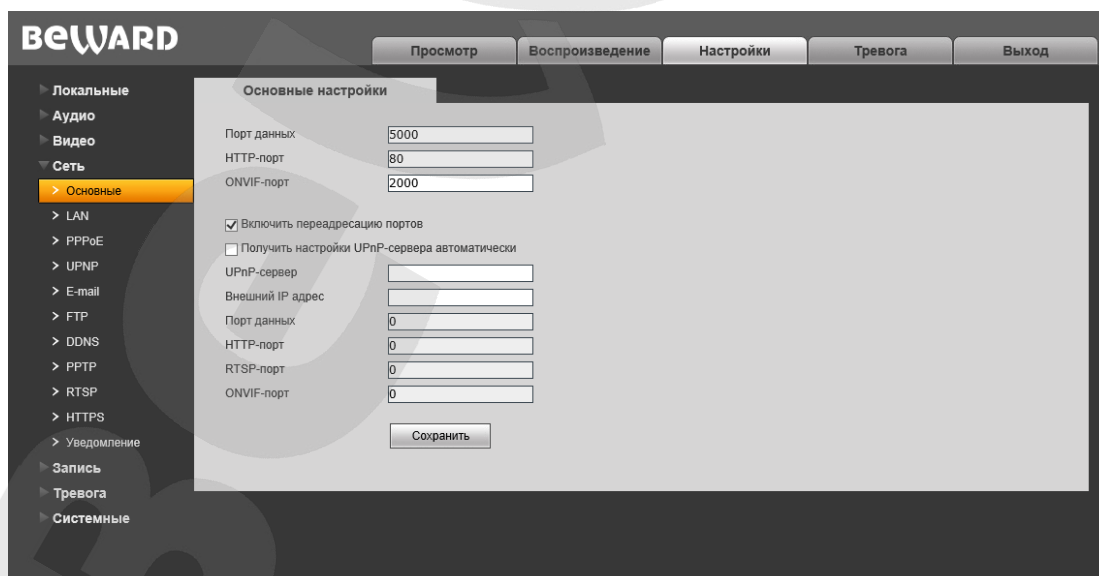 BEWARD
Просмотр
Воспроизведение
Настройки
Тревога
Выход
Локальные
Аудио
Видео
Сеть
Основные
LAN
PPPoE
UPNP
E-mail
FTP
DDNS
PPTP
RTSP
HTTPS
Уведомление
Запись
Тревога
Системные
Основные настройки
Порт данных 5000
HTTP-порт 80
ONVIF-порт 2000
Включить переадресацию портов
Получить настройки UPnP-сервера автоматически
UPnP-сервер
Внешний IP адрес
Порт данных 0
HTTP-порт 0
RTSP-порт 0
ONVIF-порт 0
Сохранить